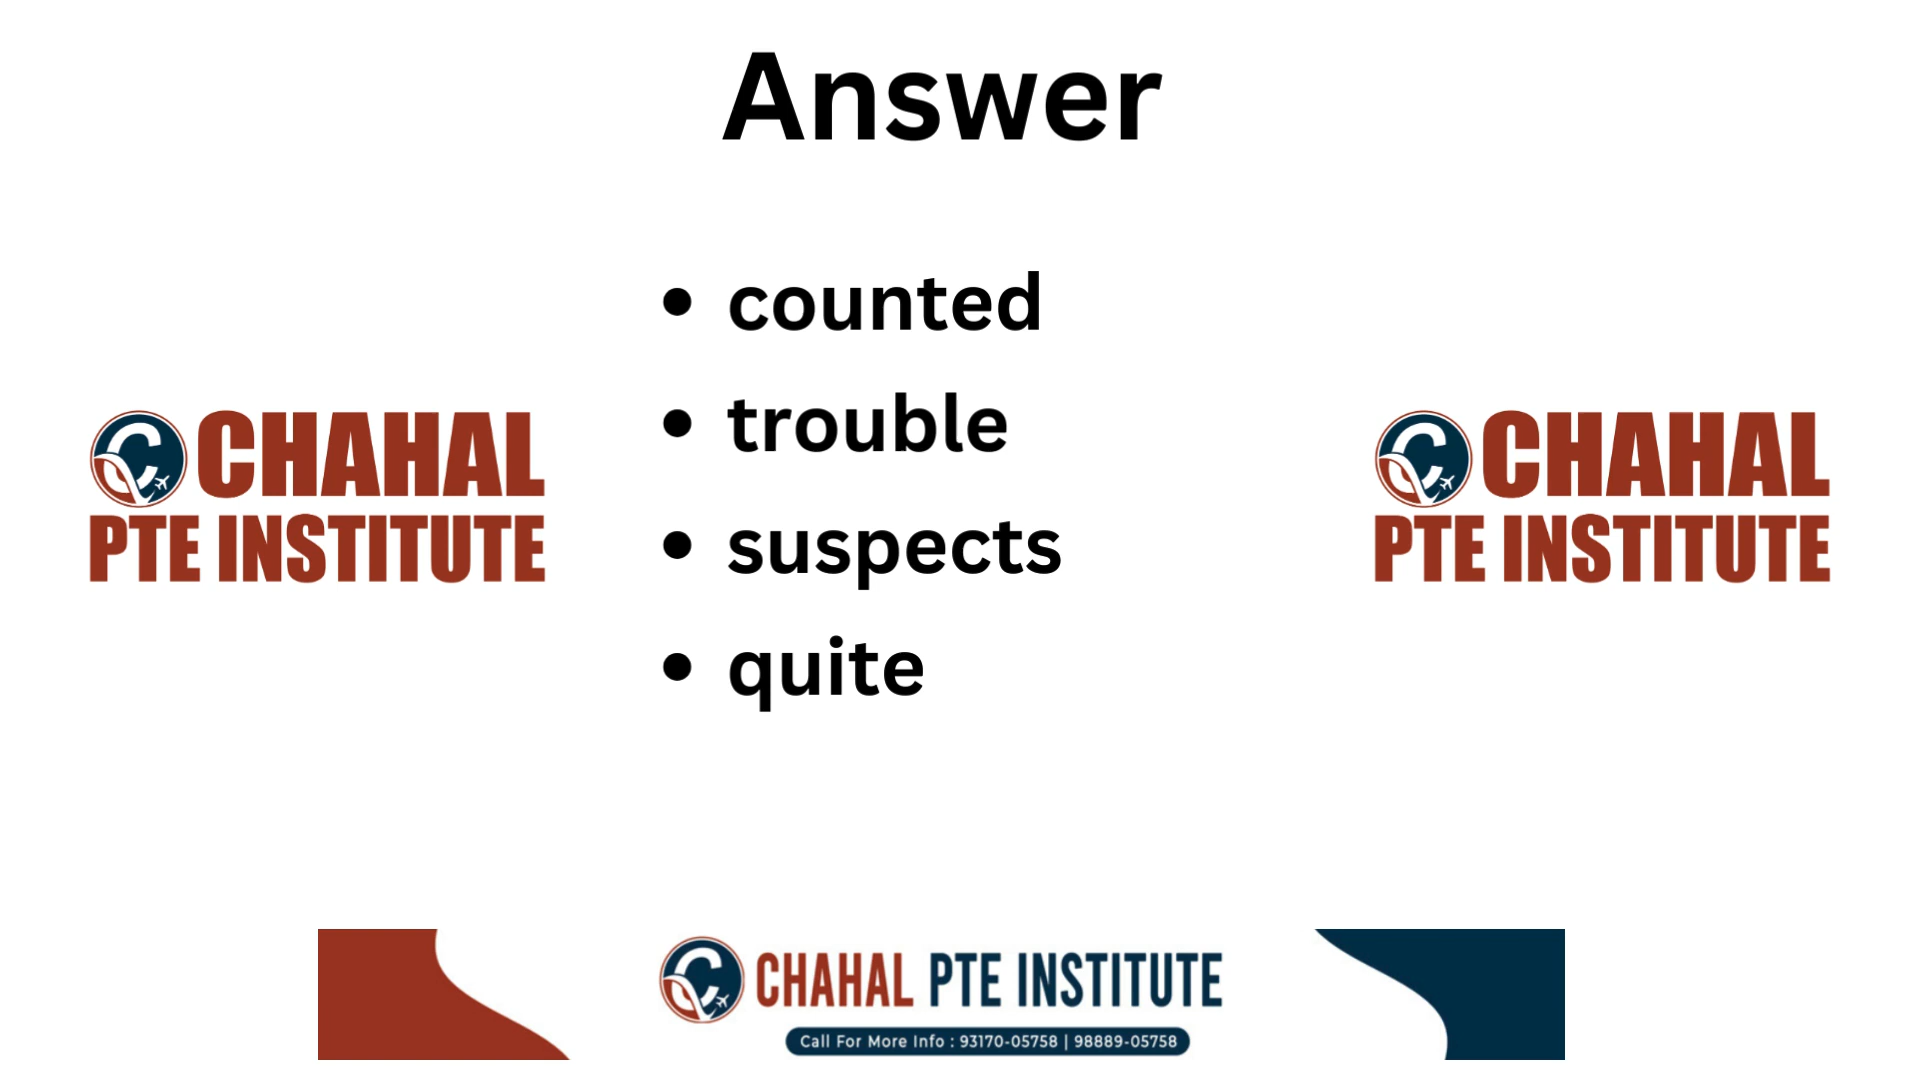 Answer
• counted
• trouble
• suspects
• quite
CHAHAL
PTE INSTITUTE
CHAHAL
PTE INSTITUTE
CHAHAL PTE INSTITUTE
Call For More Info : 93170-05758 | 98889-05758